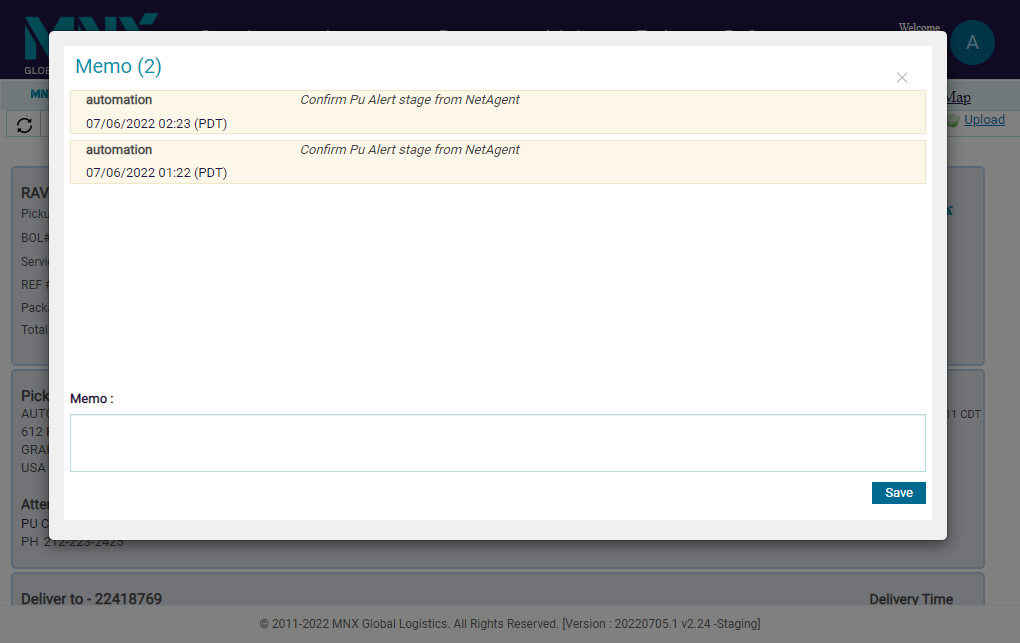 MNX
Welcome
A
GLOB
MN
Map
Upload
Memo (2)
automation Confirm Pu Alert stage from NetAgent
07/06/2022 02:23 (PDT)
automation Confirm Pu Alert stage from NetAgent
07/06/2022 01:22 (PDT)
RAV
Picku
BOL#
Servi
REF #
Packa
Total
Memo :
Save
Pick
AUTO
11 CDT
612
GRA
USA
Atte
PU C
PH 212-223-2425
Deliver to - 22418769 Delivery Time
© 2011-2022 MNX Global Logistics. All Rights Reserved. [Version : 20220705.1 v2.24 -Staging]